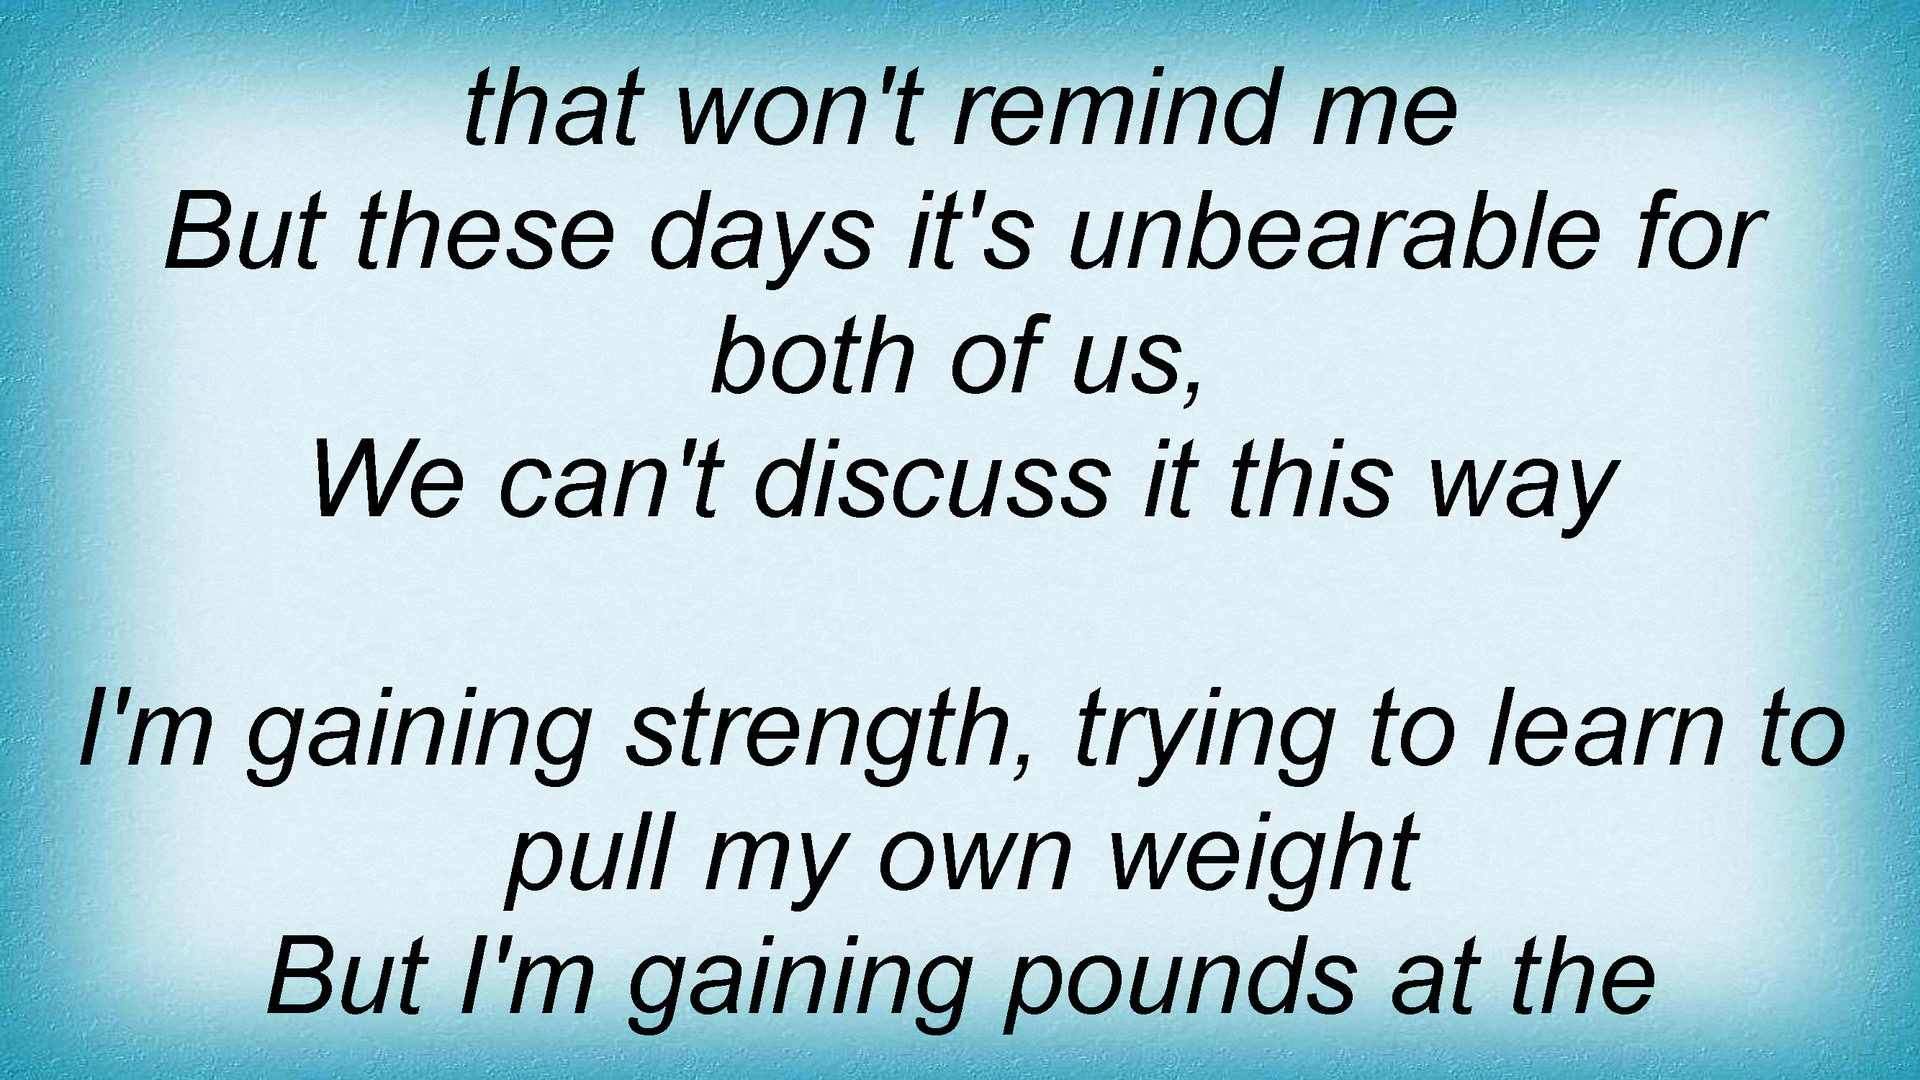 that won't remind me
But these days it's unbearable for
both of us,
We can't discuss it this way
I'm gaining strength, trying to learn to
pull my own weight
But I'm gaining pounds at the